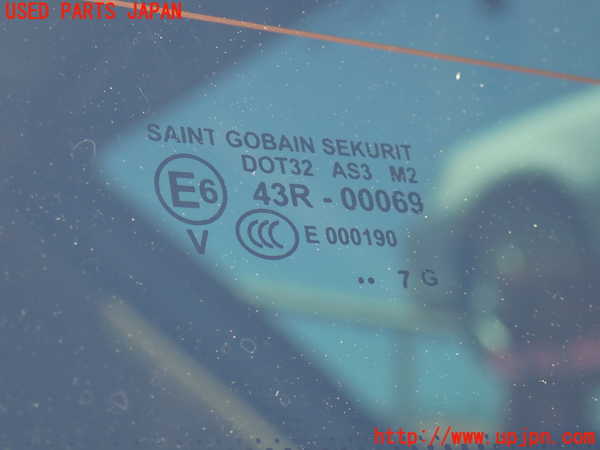 USED PARTS JAPAN
SAINT GOBAIN SEKURIT
DOT32 AS3 M2
E6 43R - 00069
V CCC E 000190
•• 7 G
http://www.upjpn.com/